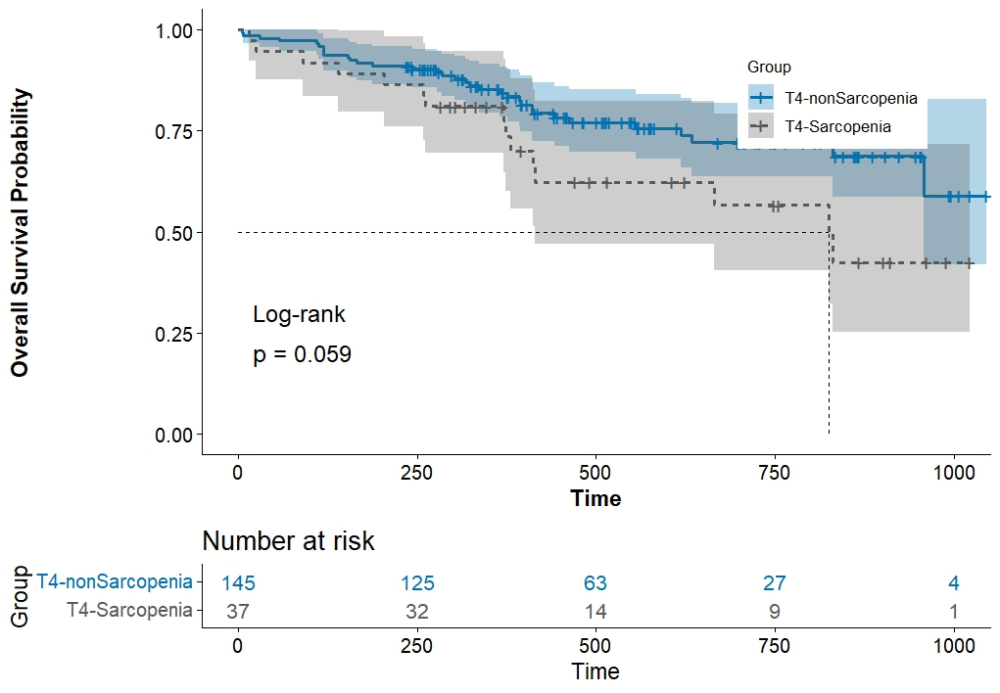 Overall Survival Probability
1.00
0.75
0.50
0.25
0.00
Group
T4-nonSarcopenia
T4-Sarcopenia
Log-rank
p = 0.059
0 250 500 750 1000
Time
Number at risk
Group
T4-nonSarcopenia 145 125 63 27 4
T4-Sarcopenia 37 32 14 9 1
0 250 500 750 1000
Time